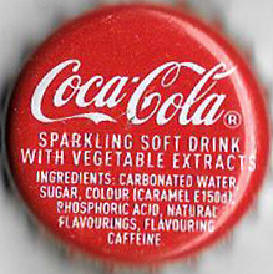 Coca-Cola®
SPARKLING SOFT DRINK
WITH VEGETABLE EXTRACTS
INGREDIENTS: CARBONATED WATER,
SUGAR, COLOUR (CARAMEL E150d),
PHOSPHORIC ACID, NATURAL
FLAVOURINGS, FLAVOURING
CAFFEINE